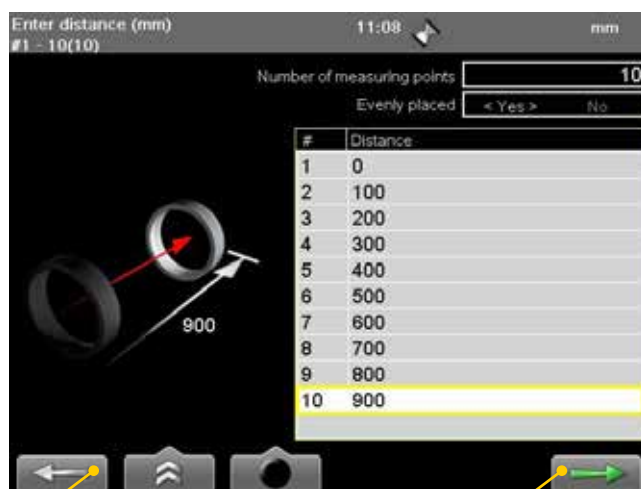 Enter distance (mm)
11:08
mm
#1 - 10(10)
Number of measuring points 10
Evenly placed < Yes > No
# Distance
1 0
2 100
3 200
4 300
5 400
6 500
7 600
8 700
9 800
10 900
900